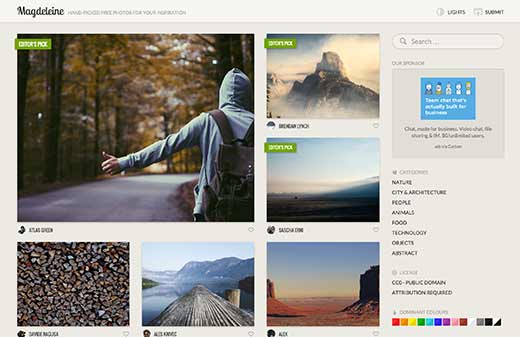 Magdeleine HAND-PICKED FREE PHOTOS FOR YOUR INSPIRATION
LIGHTS SUBMIT
EDITOR'S PICK
ATLAS GREEN
EDITOR'S PICK
BRENDAN LYNCH
EDITOR'S PICK
SASCHA ERNI
DAVIDE RAGUSA
ALES KRIVEC
ALEX
Search ...
OUR SPONSOR
Team chat that's
actually built for
business
Chat, made for business. Video chat, file
sharing & IM. $0/unlimited users.
ads via Carbon
CATEGORIES
NATURE
CITY & ARCHITECTURE
PEOPLE
ANIMALS
FOOD
TECHNOLOGY
OBJECTS
ABSTRACT
LICENSE
CC0 - PUBLIC DOMAIN
ATTRIBUTION REQUIRED
DOMINANT COLOURS